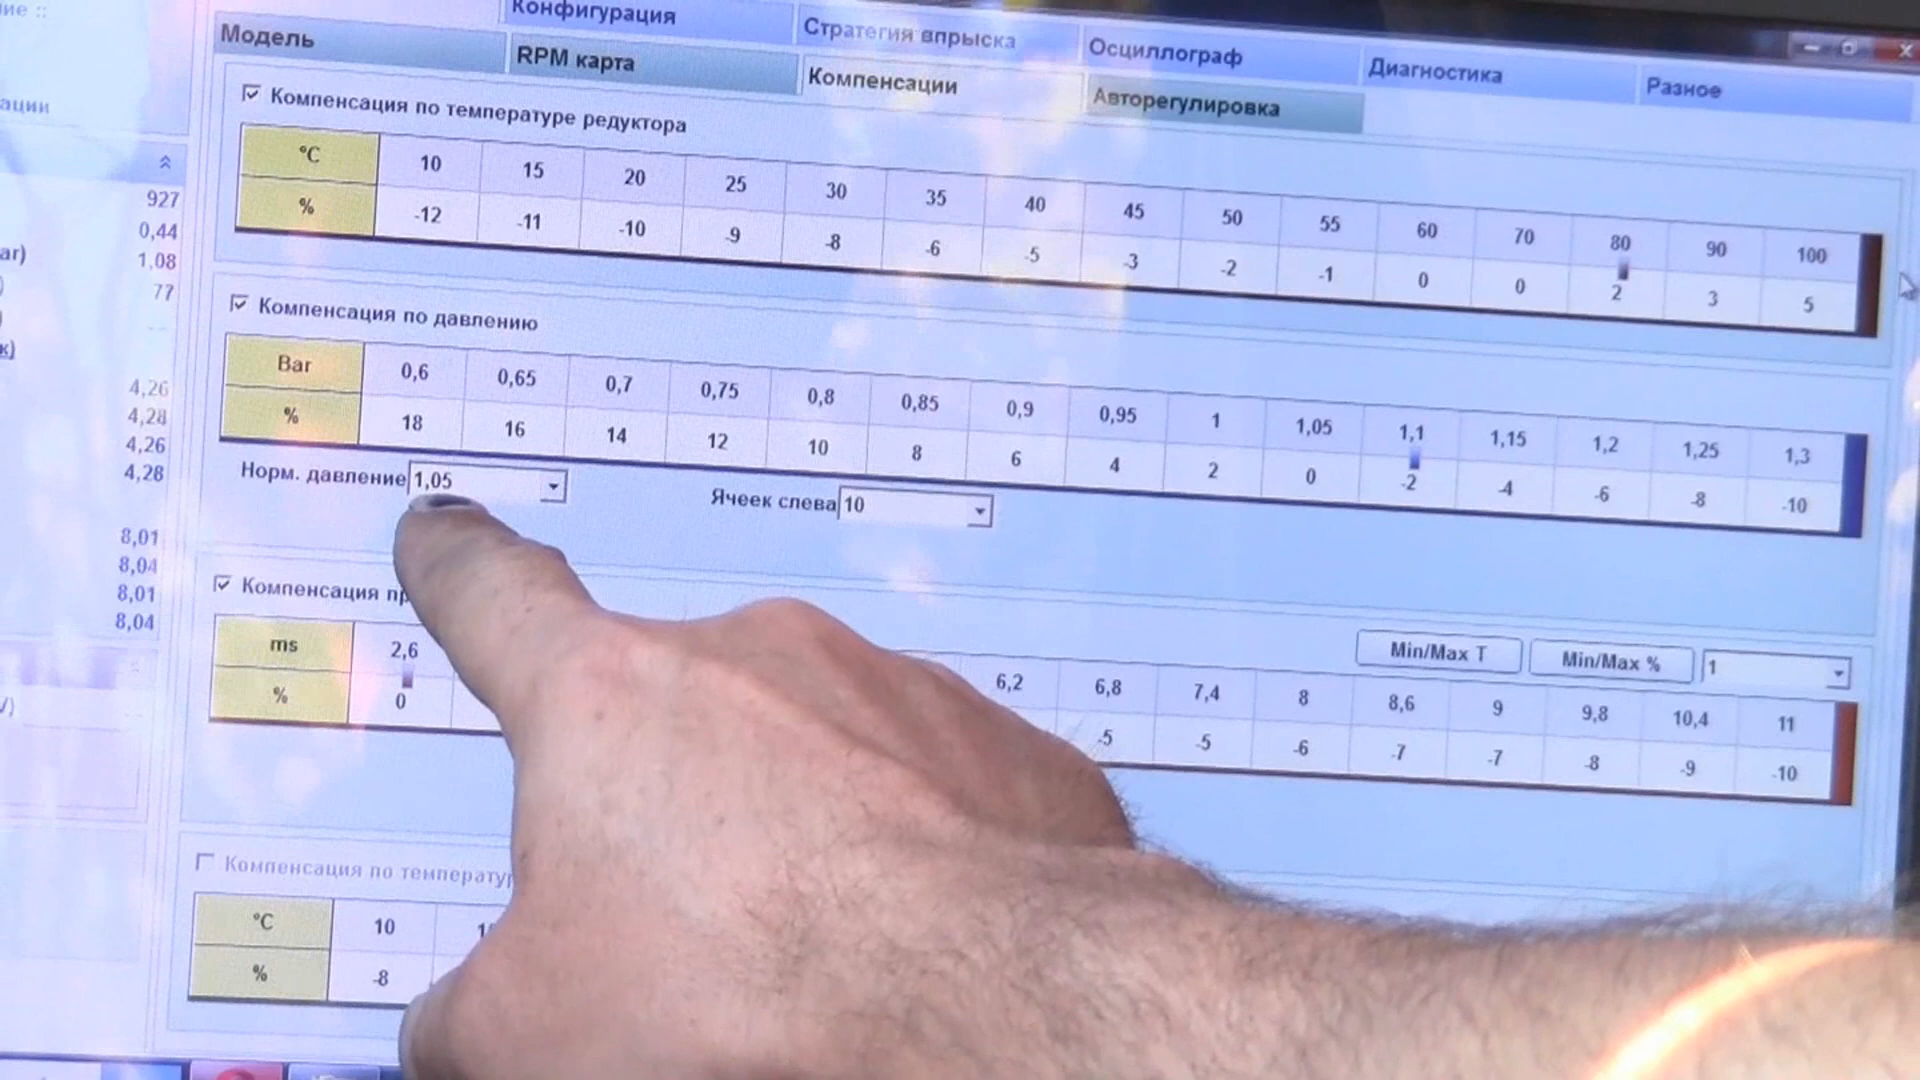 ние ::
Конфигурация
Стратегия впрыска
Осциллограф
Диагностика
Разное
Модель
RPM карта
Компенсации
Авторегулировка
ации
Компенсация по температуре редуктора
°C 10 15 20 25 30 35 40 45 50 55 60 70 80 90 100
% -12 -11 -10 -9 -8 -6 -5 -3 -2 -1 0 0 2 3 5
927
0,44
ar) 1,08
77
к)
4,26
4,28
4,26
4,28
8,01
8,04
8,01
8,04
Компенсация по давлению
Bar 0,6 0,65 0,7 0,75 0,8 0,85 0,9 0,95 1 1,05 1,1 1,15 1,2 1,25 1,3
% 18 16 14 12 10 8 6 4 2 0 -2 -4 -6 -8 -10
Норм. давление 1,05
Ячеек слева 10
Компенсация пр
Min/Max T
Min/Max %
1
ms 2,6 6,2 6,8 7,4 8 8,6 9 9,8 10,4 11
% 0 -5 -5 -6 -7 -7 -8 -9 -10
V)
Компенсация по температур
°C 10
% -8